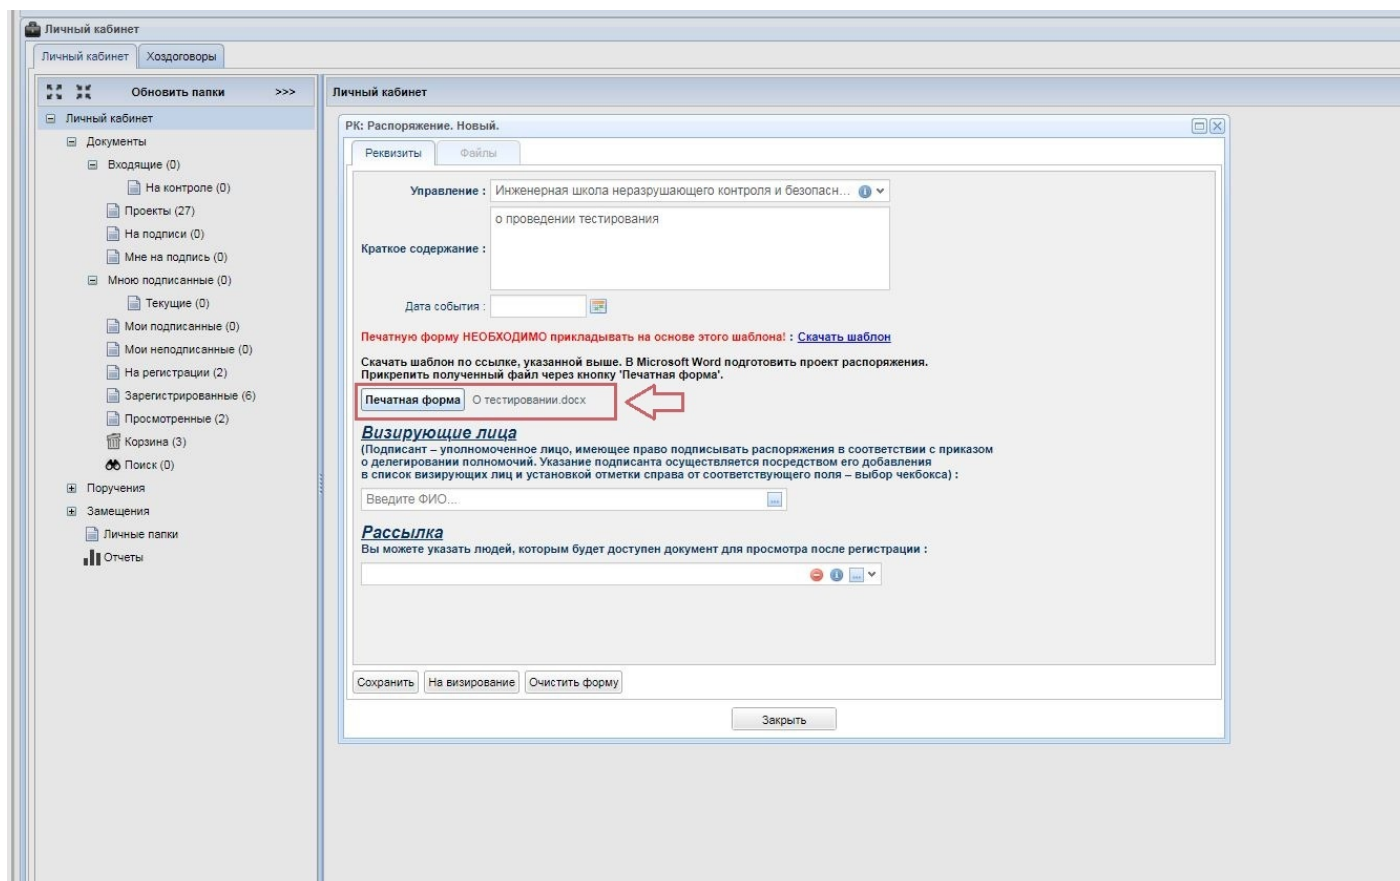 Личный кабинет
Личный кабинет
Хоздоговоры
Обновить папки >>>
Личный кабинет
Документы
Входящие (0)
На контроле (0)
Проекты (27)
На подписи (0)
Мне на подпись (0)
Мною подписанные (0)
Текущие (0)
Мои подписанные (0)
Мои неподписанные (0)
На регистрации (2)
Зарегистрированные (6)
Просмотренные (2)
Корзина (3)
Поиск (0)
Поручения
Замещения
Личные папки
Отчеты
Личный кабинет
РК: Распоряжение. Новый.
Реквизиты
Файлы
Управление : Инженерная школа неразрушающего контроля и безопасн...
Краткое содержание : о проведении тестирования
Дата события :
Печатную форму НЕОБХОДИМО прикладывать на основе этого шаблона! : Скачать шаблон
Скачать шаблон по ссылке, указанной выше. В Microsoft Word подготовить проект распоряжения.
Прикрепить полученный файл через кнопку 'Печатная форма'.
Печатная форма О тестировании.docx
Визирующие лица
(Подписант – уполномоченное лицо, имеющее право подписывать распоряжения в соответствии с приказом
о делегировании полномочий. Указание подписанта осуществляется посредством его добавления
в список визирующих лиц и установкой отметки справа от соответствующего поля – выбор чекбокса) :
Введите ФИО...
Рассылка
Вы можете указать людей, которым будет доступен документ для просмотра после регистрации :
Сохранить
На визирование
Очистить форму
Закрыть